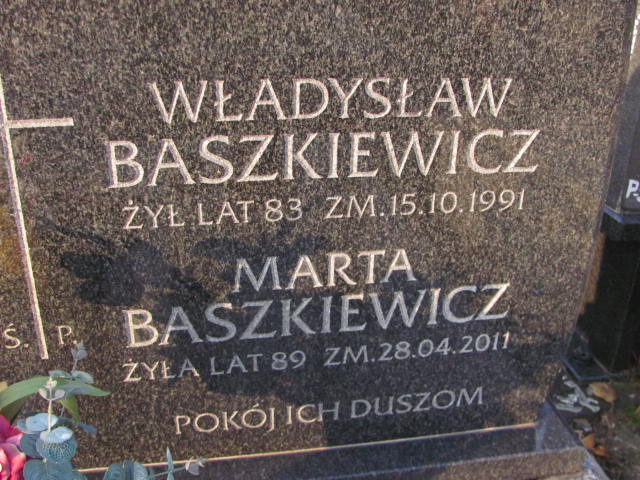 WŁADYSŁAW
BASZKIEWICZ
ŻYŁ LAT 83 ZM.15.10.1991
MARTA
BASZKIEWICZ
Ś. P.
ŻYŁA LAT 89 ZM.28.04.2011
POKÓJ ICH DUSZOM